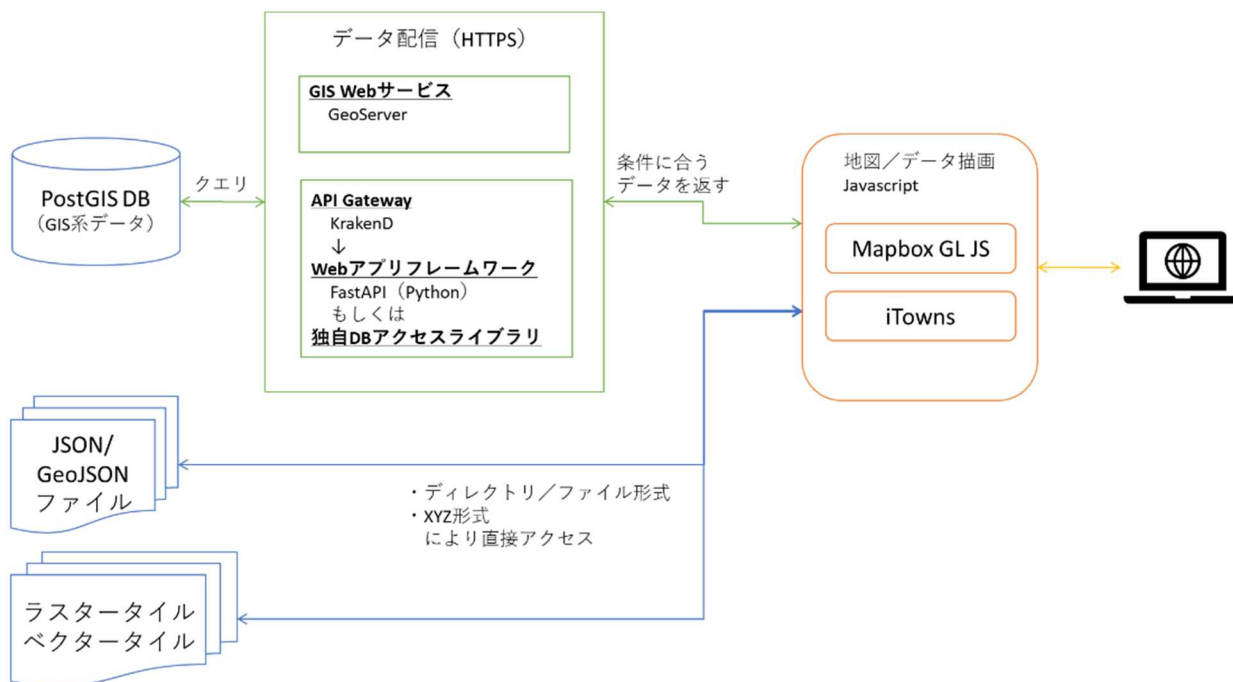 データ配信（HTTPS）
GIS Webサービス
GeoServer
API Gateway
KrakenD
↓
Webアプリフレームワーク
FastAPI（Python）
もしくは
独自DBアクセスライブラリ
PostGIS DB
（GIS系データ）
クエリ
条件に合う
データを返す
地図／データ描画
Javascript
Mapbox GL JS
iTowns
JSON/
GeoJSON
ファイル
・ディレクトリ／ファイル形式
・XYZ形式
により直接アクセス
ラスタータイル
ベクタータイル